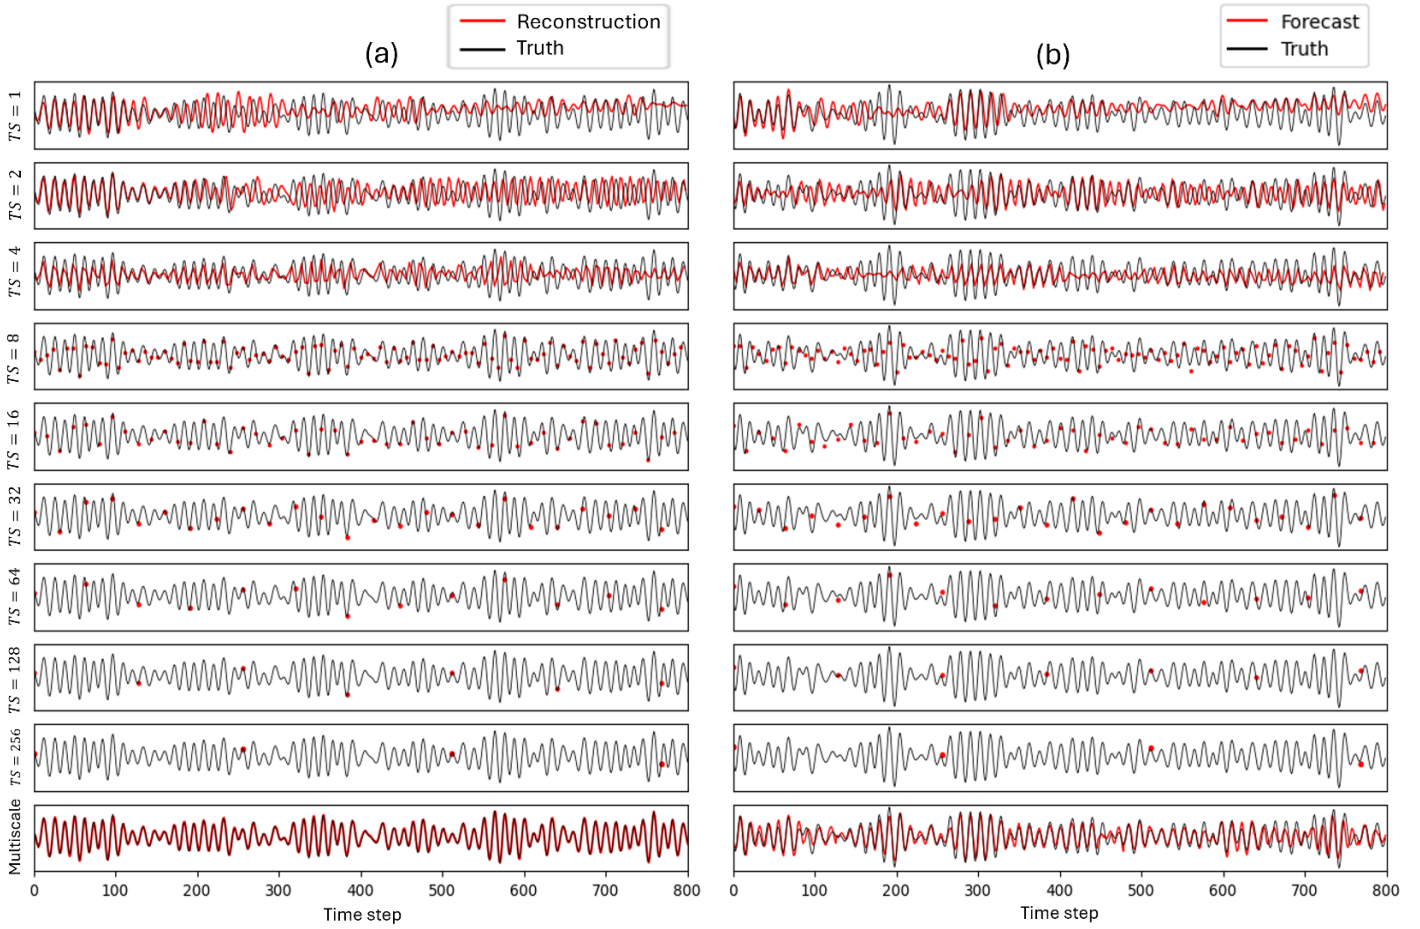 Reconstruction
Truth
(a)
Forecast
Truth
(b)
TS = 1
TS = 2
TS = 4
TS = 8
TS = 16
TS = 32
TS = 64
TS = 128
TS = 256
Multiscale
0 100 200 300 400 500 600 700 800
Time step
0 100 200 300 400 500 600 700 800
Time step